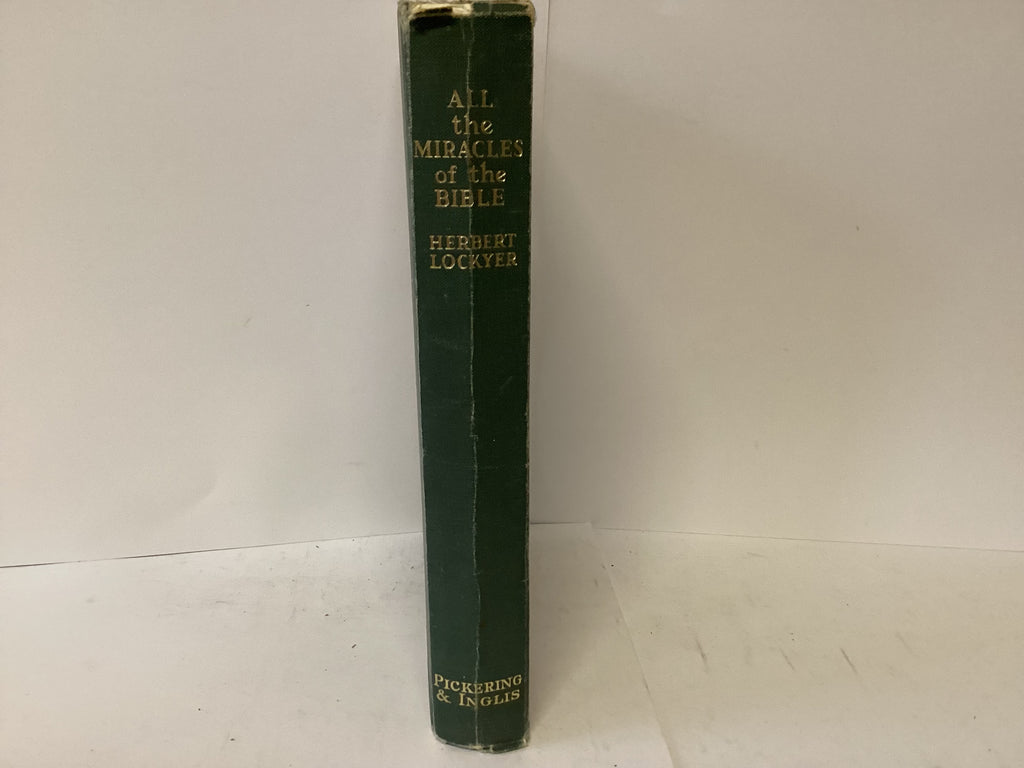 ALL
the
MIRACLES
of the
BIBLE
HERBERT
LOCKYER
PICKERING
& INGLIS